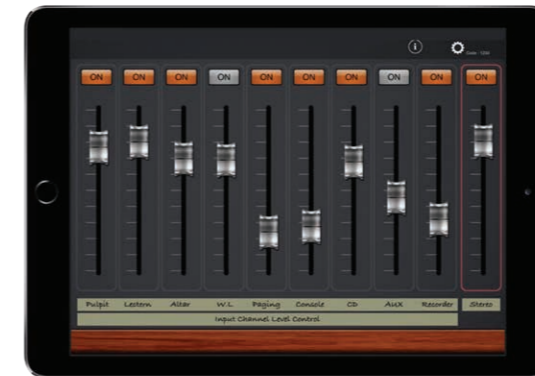 ON ON ON ON ON ON ON ON ON ON
Pulpit Lestern Altar W.L Paging Console CD AUX Recorder Stereo
Input Channel Level Control